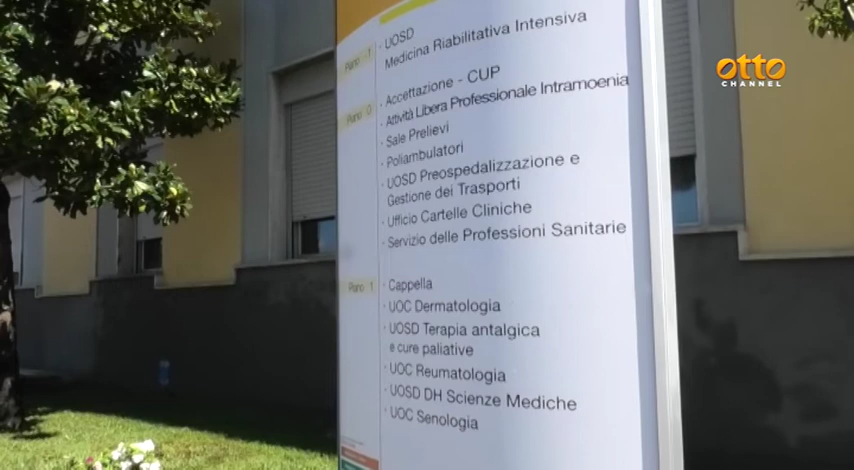 Piano -1
· UOSD
Medicina Riabilitativa Intensiva
Piano 0
· Accettazione - CUP
· Attività Libera Professionale Intramoenia
· Sale Prelievi
· Poliambulatori
· UOSD Preospedalizzazione e
Gestione dei Trasporti
· Ufficio Cartelle Cliniche
· Servizio delle Professioni Sanitarie
Piano 1
· Cappella
· UOC Dermatologia
· UOSD Terapia antalgica
e cure paliative
· UOC Reumatologia
· UOSD DH Scienze Mediche
· UOC Senologia
otto
CHANNEL